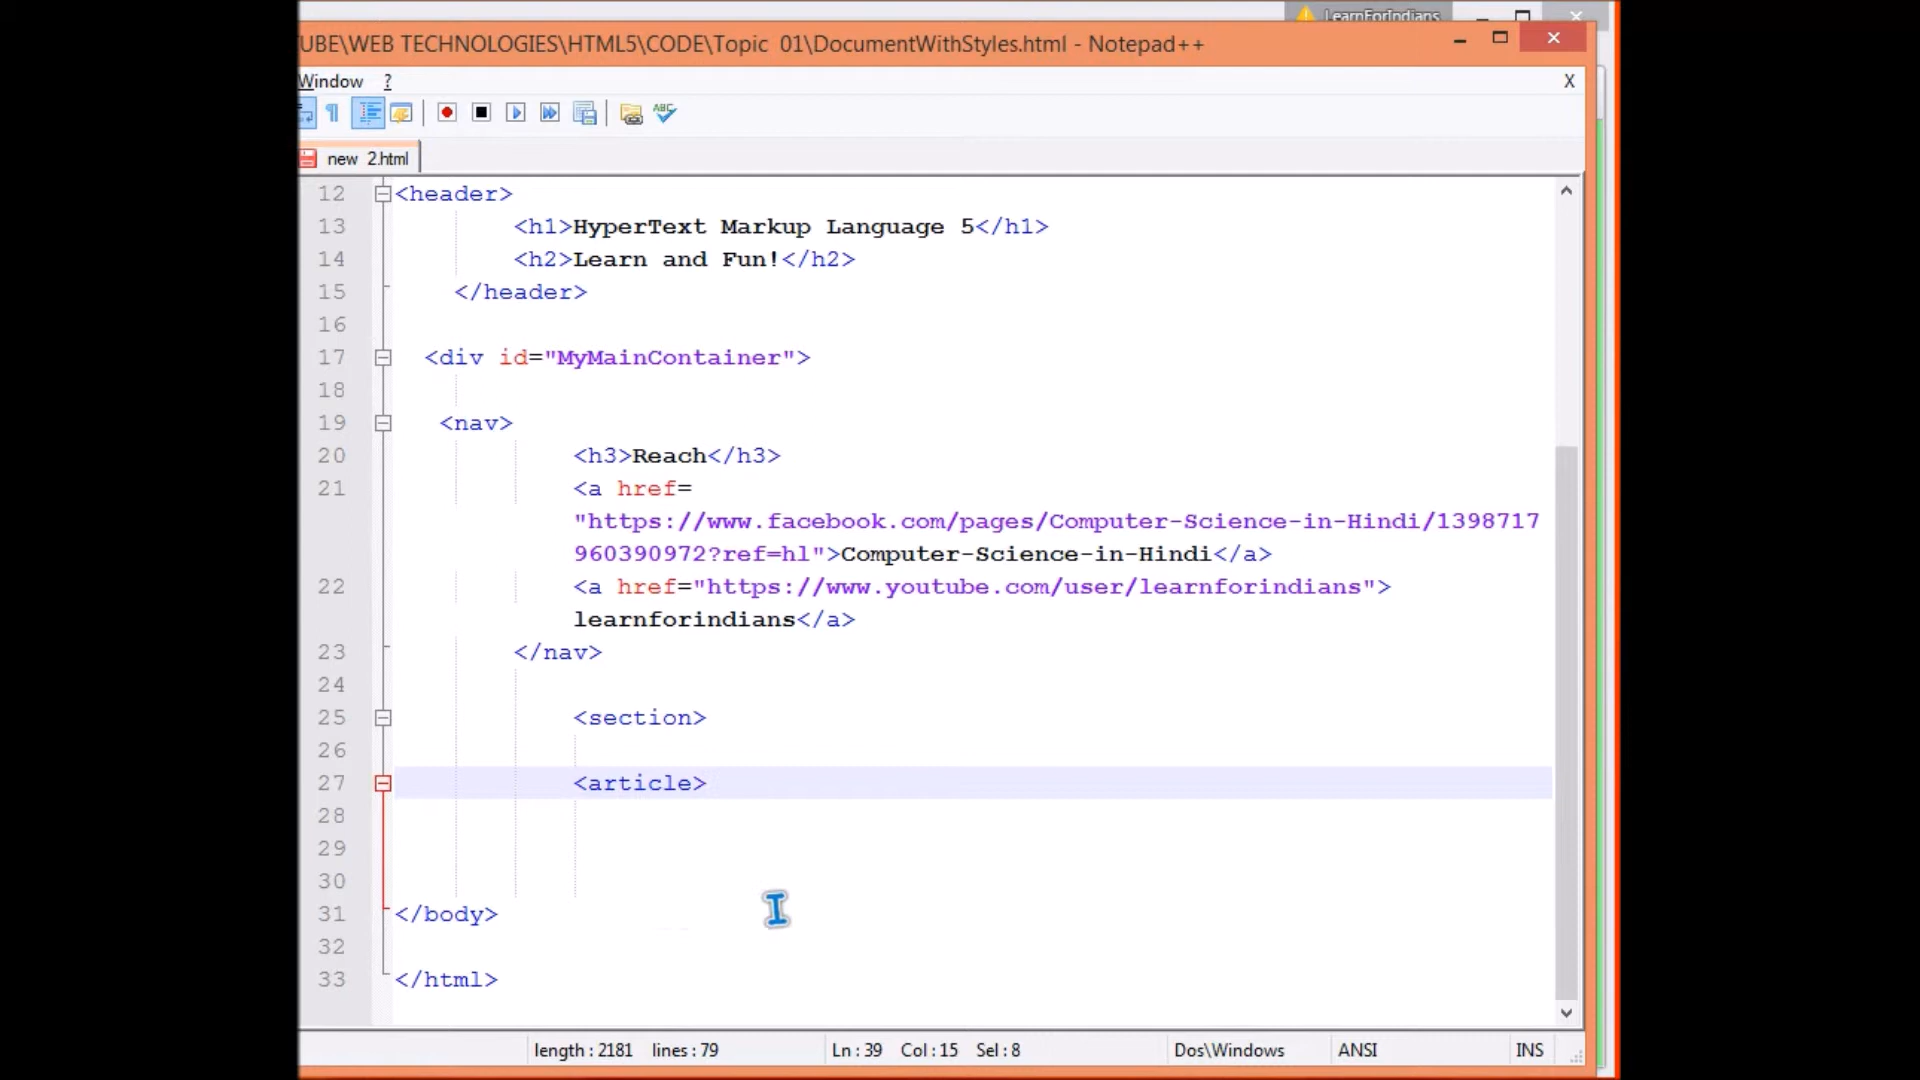 LearnForIndians
UBE\WEB TECHNOLOGIES\HTML5\CODE\Topic 01\DocumentWithStyles.html - Notepad++
Window ?
X
ABC
new 2.html
12 <header>
13 <h1>HyperText Markup Language 5</h1>
14 <h2>Learn and Fun!</h2>
15 </header>
16
17 <div id="MyMainContainer">
18
19 <nav>
20 <h3>Reach</h3>
21 <a href=
"https://www.facebook.com/pages/Computer-Science-in-Hindi/1398717
960390972?ref=hl">Computer-Science-in-Hindi</a>
22 <a href="https://www.youtube.com/user/learnforindians">
learnforindians</a>
23 </nav>
24
25 <section>
26
27 <article>
28
29
30
31 </body>
32
33 </html>
length : 2181 lines : 79 Ln : 39 Col : 15 Sel : 8 Dos\Windows ANSI INS